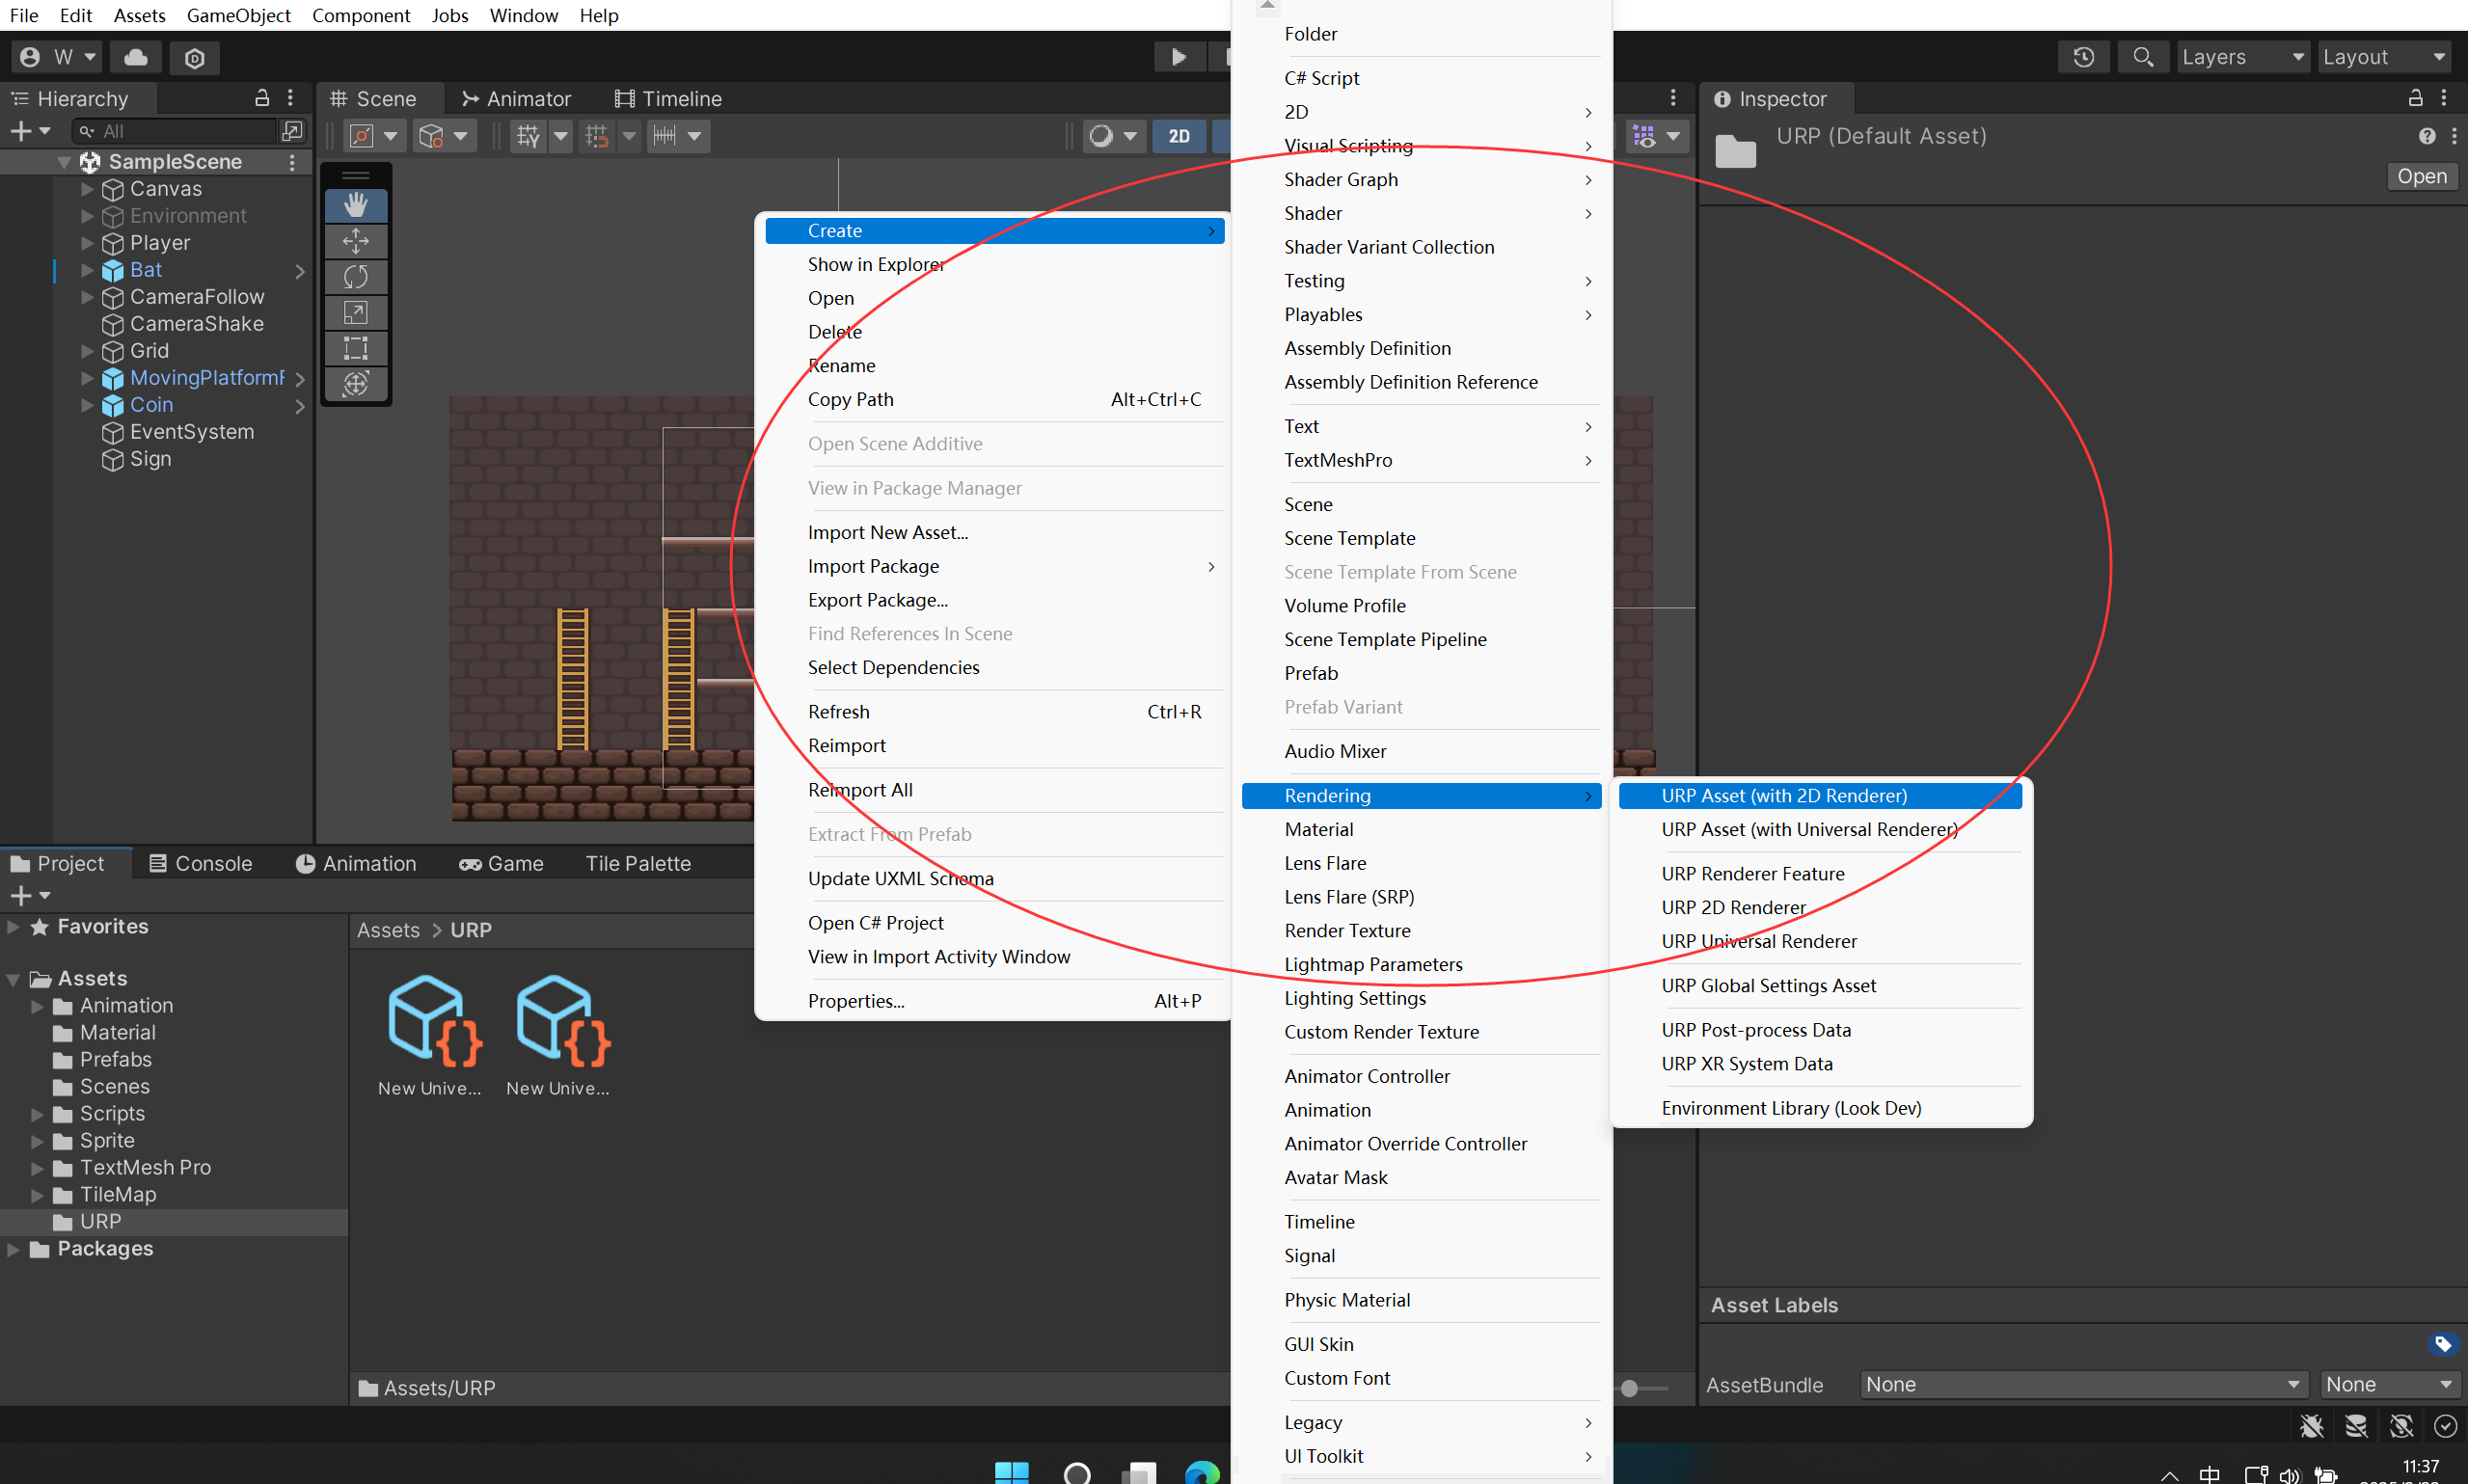 File Edit Assets GameObject Component Jobs Window Help
W
Layers
Layout
Hierarchy
All
SampleScene
Canvas
Environment
Player
Bat
CameraFollow
CameraShake
Grid
MovingPlatformF
Coin
EventSystem
Sign
Scene
Animator
Timeline
2D
Create
Show in Explorer
Open
Delete
Rename
Copy Path Alt+Ctrl+C
Open Scene Additive
View in Package Manager
Import New Asset...
Import Package
Export Package...
Find References In Scene
Select Dependencies
Refresh Ctrl+R
Reimport
Reimport All
Extract From Prefab
Update UXML Schema
Open C# Project
View in Import Activity Window
Properties... Alt+P
Folder
C# Script
2D
Visual Scripting
Shader Graph
Shader
Shader Variant Collection
Testing
Playables
Assembly Definition
Assembly Definition Reference
Text
TextMeshPro
Scene
Scene Template
Scene Template From Scene
Volume Profile
Scene Template Pipeline
Prefab
Prefab Variant
Audio Mixer
Rendering
Material
Lens Flare
Lens Flare (SRP)
Render Texture
Lightmap Parameters
Lighting Settings
Custom Render Texture
Animator Controller
Animation
Animator Override Controller
Avatar Mask
Timeline
Signal
Physic Material
GUI Skin
Custom Font
Legacy
UI Toolkit
URP Asset (with 2D Renderer)
URP Asset (with Universal Renderer)
URP Renderer Feature
URP 2D Renderer
URP Universal Renderer
URP Global Settings Asset
URP Post-process Data
URP XR System Data
Environment Library (Look Dev)
Inspector
URP (Default Asset)
Open
Asset Labels
AssetBundle None None
Project
Console
Animation
Game
Tile Palette
Favorites
Assets
Animation
Material
Prefabs
Scenes
Scripts
Sprite
TextMesh Pro
TileMap
URP
Packages
Assets > URP
New Unive...
New Unive...
Assets/URP
中
11:37